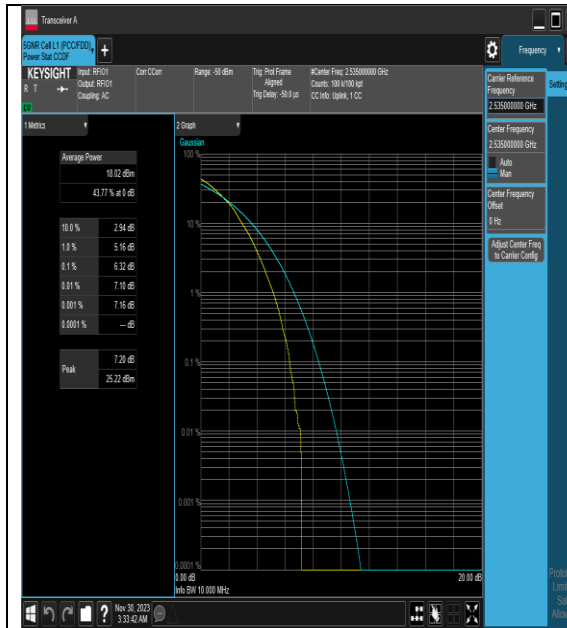 Transceiver A
5GNR Cell L1 (PCC/FDD),
Power Stat CCDF
Frequency
KEYSIGHT
R T
Input: RFIO1
Output: RFIO1
Coupling: AC
Corr CCorr
Range: -50 dBm
Trig: Prot Frame
Aligned
Trig Delay: -50.0 µs
#Center Freq: 2.535000000 GHz
Counts: 100 k/100 kpt
CC Info: Uplink, 1 CC
Carrier Reference
Frequency
2.535000000 GHz
Setting
Center Frequency
2.535000000 GHz
Auto
Man
Center Frequency
Offset
0 Hz
Adjust Center Freq
to Carrier Config
1 Metrics
Average Power
18.02 dBm
43.77 % at 0 dB
10.0 % 2.94 dB
1.0 % 5.16 dB
0.1 % 6.32 dB
0.01 % 7.10 dB
0.001 % 7.16 dB
0.0001 % --- dB
Peak
7.20 dB
25.22 dBm
2 Graph
Gaussian
100 %
10 %
1 %
0.1 %
0.01 %
0.001 %
0.0001 %
0.00 dB
20.00 dB
Info BW 10.000 MHz
Nov 30, 2023
3:33:42 AM
?